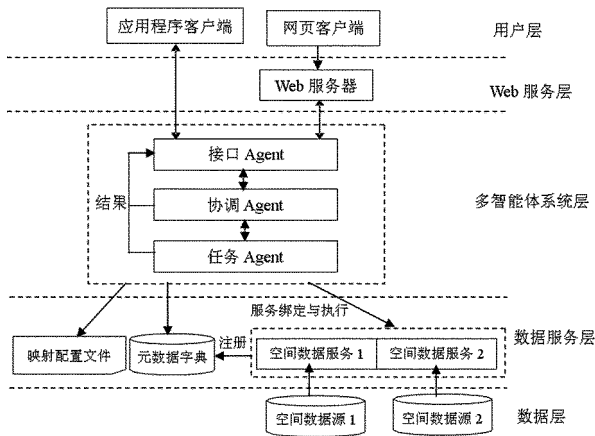 应用程序客户端
网页客户端
用户层
Web 服务器
Web 服务层
接口 Agent
结果
协调 Agent
多智能体系统层
任务 Agent
服务绑定与执行
数据服务层
映射配置文件
元数据字典
注册
空间数据服务 1
空间数据服务 2
空间数据源 1
空间数据源 2
数据层